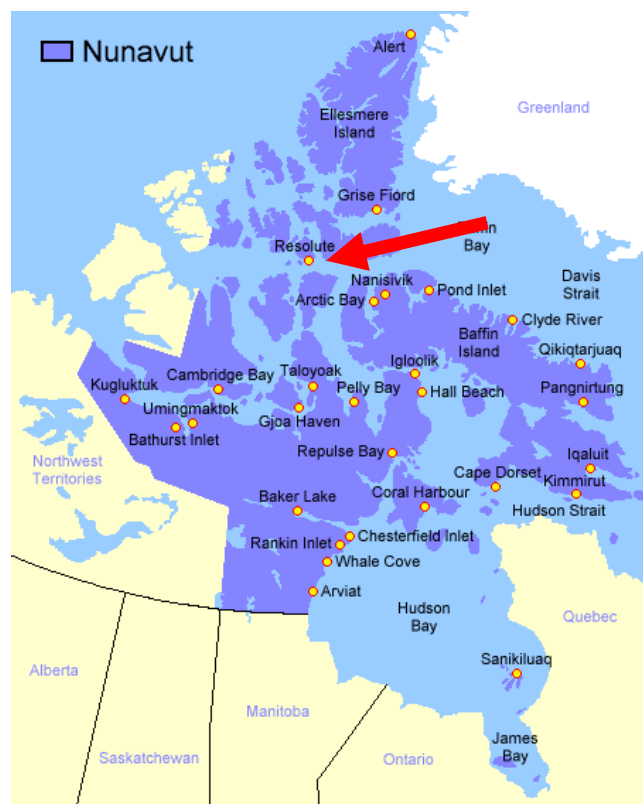 Nunavut
Alert
Greenland
Ellesmere
Island
Grise Fiord
Resolute
Bay
Nanisivik
Arctic Bay
Pond Inlet
Davis
Strait
Clyde River
Baffin
Island
Qikiqtarjuaq
Igloolik
Cambridge Bay
Taloyoak
Kugluktuk
Pelly Bay
Hall Beach
Pangnirtung
Umingmaktok
Gjoa Haven
Bathurst Inlet
Repulse Bay
Northwest
Territories
Iqaluit
Cape Dorset
Kimmirut
Baker Lake
Coral Harbour
Hudson Strait
Chesterfield Inlet
Rankin Inlet
Whale Cove
Arviat
Hudson
Bay
Quebec
Sanikiluaq
Alberta
Manitoba
James
Bay
Saskatchewan
Ontario